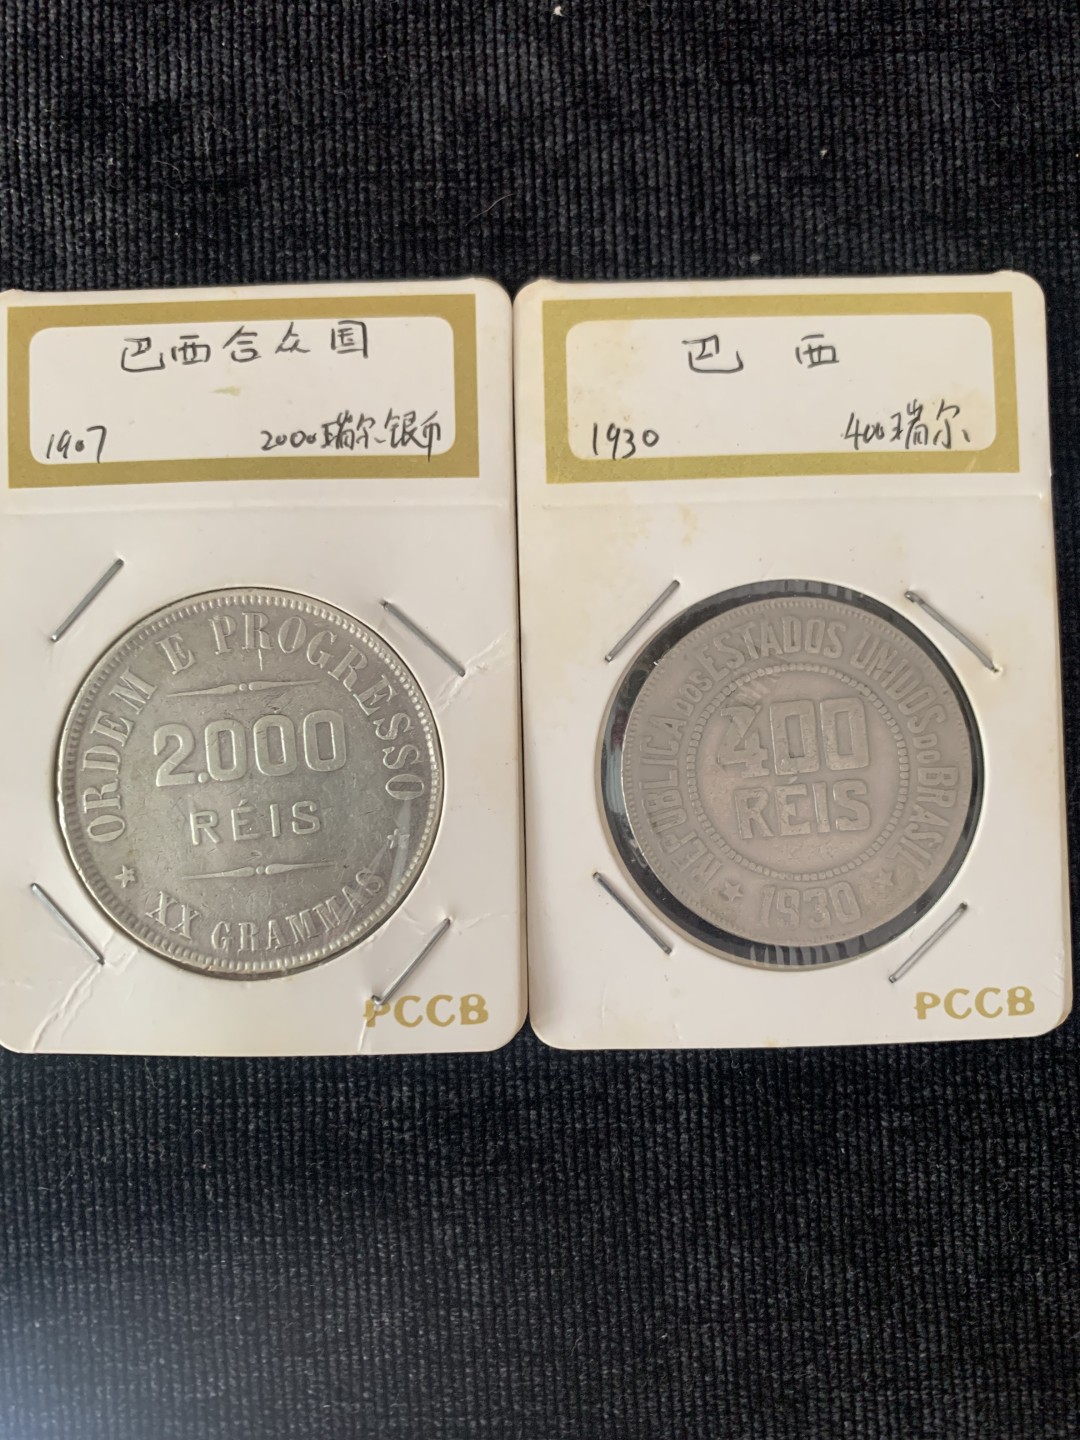 巴西合众国
1907 2000瑞尔银币
ORDEM E PROGRESSO
2.000
RÉIS
XX GRAMMAS
PCCB
巴西
1930 400瑞尔
REPUBLICA DOS ESTADOS UNIDOS DO BRASIL
400
RÉIS
1930
PCCB